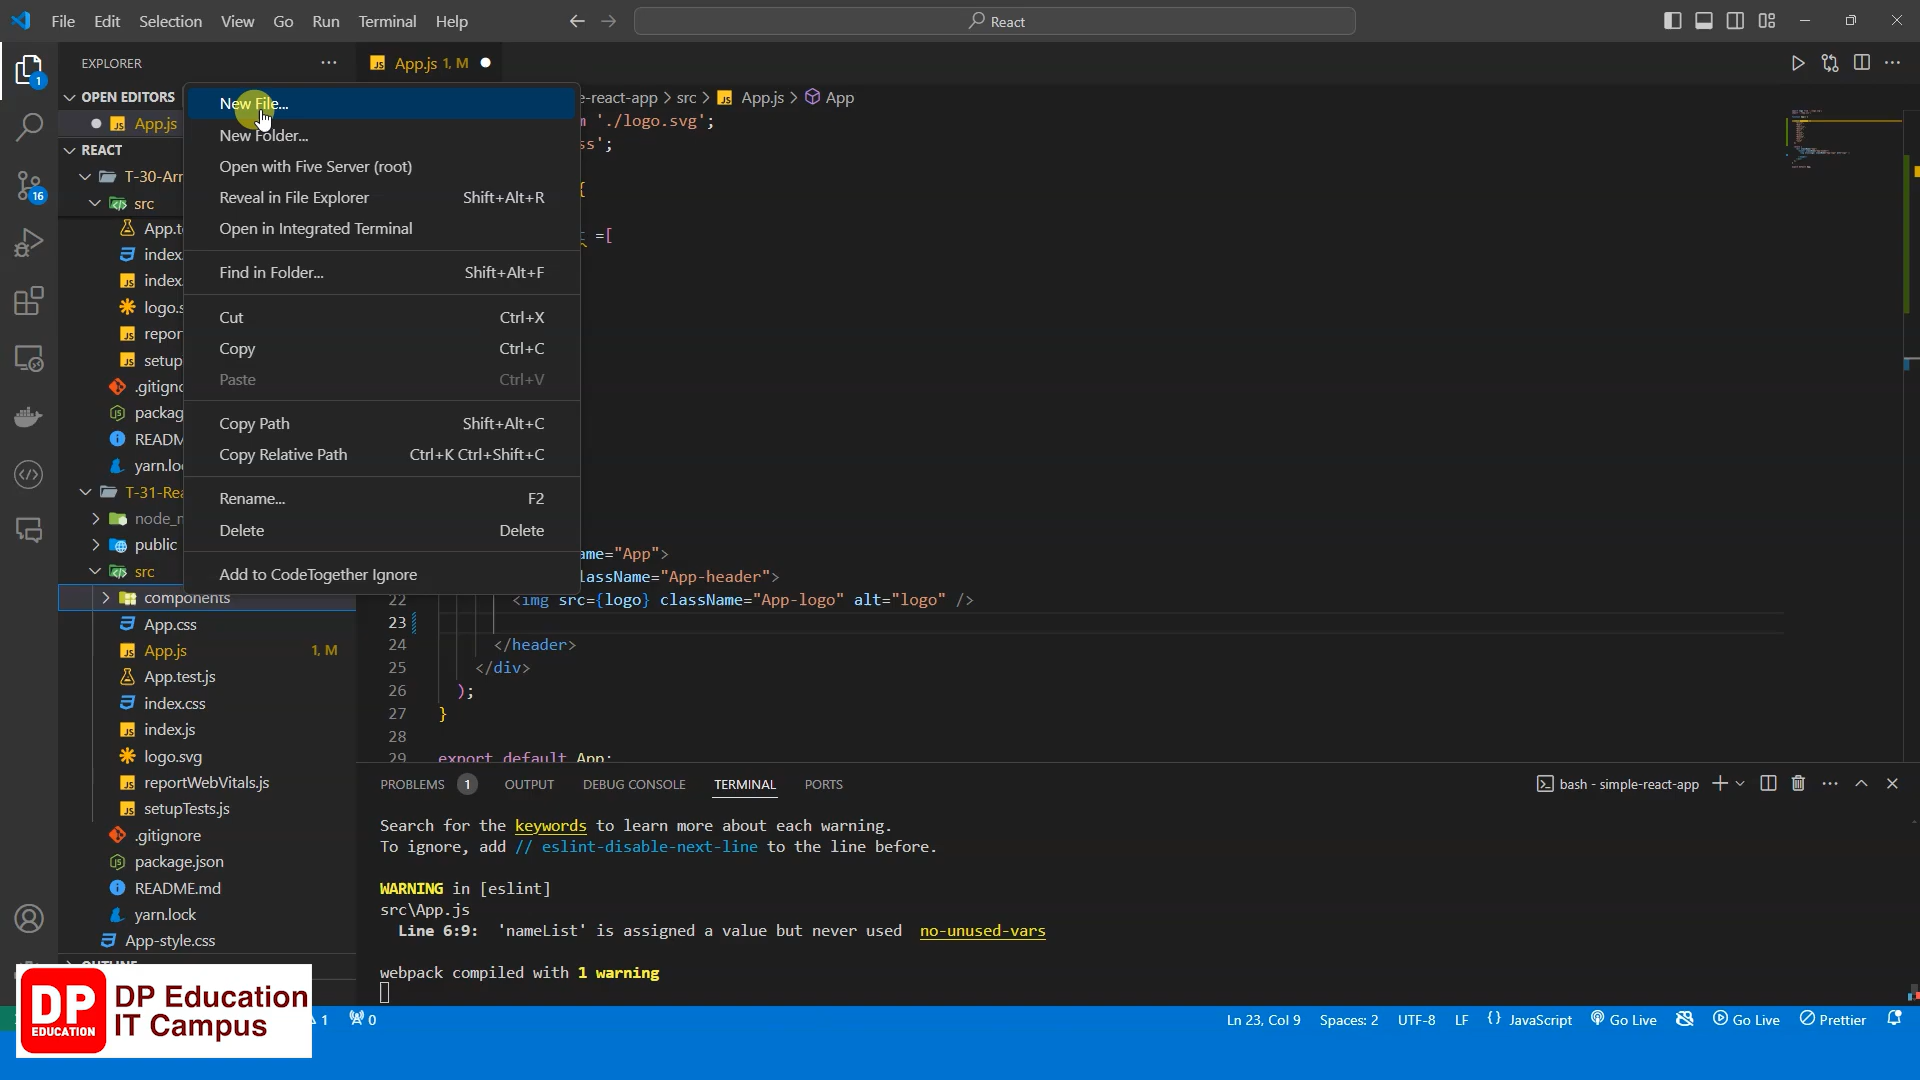 File Edit Selection View Go Run Terminal Help
React
EXPLORER
App.js 1, M
OPEN EDITORS
App.js
REACT
src
index
index
.gitign
src
components
App.css
App.js 1, M
App.test.js
index.css
index.js
logo.svg
reportWebVitals.js
setupTests.js
.gitignore
package.json
README.md
yarn.lock
App-style.css
public
New File...
New Folder...
Open with Five Server (root)
Reveal in File Explorer Shift+Alt+R
Open in Integrated Terminal
Find in Folder... Shift+Alt+F
Cut Ctrl+X
Copy Ctrl+C
Paste Ctrl+V
Copy Path Shift+Alt+C
Copy Relative Path Ctrl+K Ctrl+Shift+C
Rename... F2
Delete Delete
Add to CodeTogether Ignore
-react-app > src > App.js > App
'./logo.svg';
ss';
{
=[
ame="App">
lassName="App-header">
22 <img src={logo} className="App-logo" alt="logo" />
23
24 </header>
25 </div>
26 );
27 }
28
29 export default App;
PROBLEMS 1 OUTPUT DEBUG CONSOLE TERMINAL PORTS
bash - simple-react-app
Search for the keywords to learn more about each warning.
To ignore, add // eslint-disable-next-line to the line before.
WARNING in [eslint]
src\App.js
Line 6:9: 'nameList' is assigned a value but never used no-unused-vars
webpack compiled with 1 warning
1 0
Ln 23, Col 9 Spaces: 2 UTF-8 LF {} JavaScript Go Live Go Live Prettier
DP
EDUCATION
DP Education
IT Campus
1
16